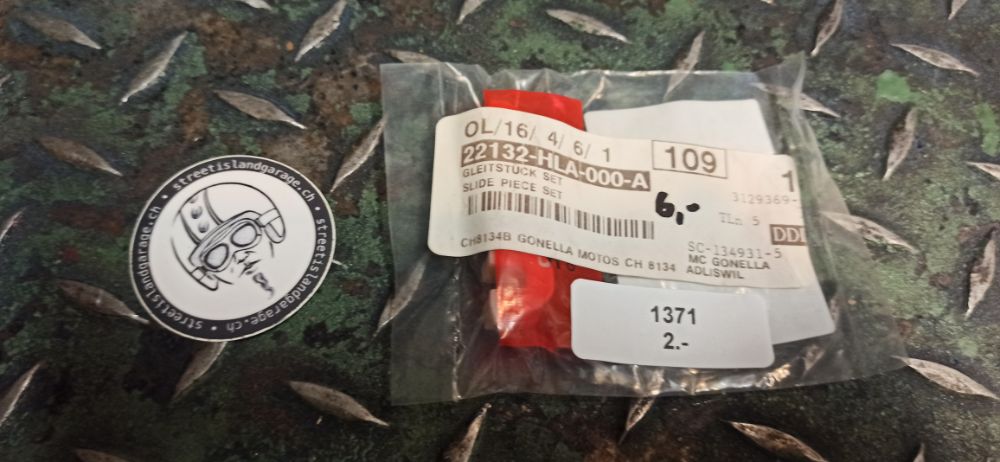 streetislandgarage.ch • streetislandgarage.ch • streetislandgarage.ch •
OL/16/ 4/ 6/ 1
109
1
22132-HLA-000-A
GLEITSTUCK SET
SLIDE PIECE SET
6,-
3129369-
TLn 5
SC-134931-5
CH8134B GONELLA MOTOS CH 8134
MC GONELLA
ADLISWIL
1371
2.-